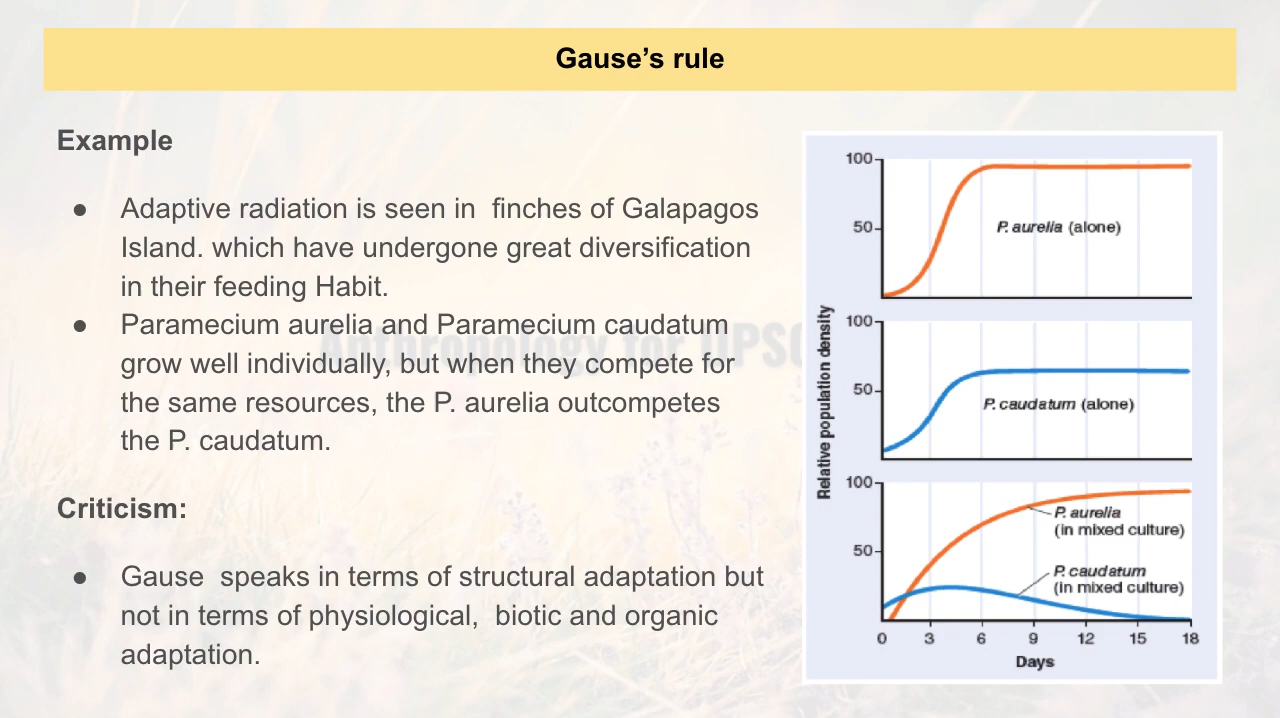 Gause's rule
Example
● Adaptive radiation is seen in  finches of Galapagos
Island. which have undergone great diversification
in their feeding Habit.
● Paramecium aurelia and Paramecium caudatum
grow well individually, but when they compete for
the same resources, the P. aurelia outcompetes
the P. caudatum.
Criticism:
● Gause  speaks in terms of structural adaptation but
not in terms of physiological,  biotic and organic
adaptation.
Anthropology for UPSC
Relative population density
100
50
P. aurelia (alone)
100
50
P. caudatum (alone)
100
50
P. aurelia
(in mixed culture)
P. caudatum
(in mixed culture)
0 3 6 9 12 15 18
Days